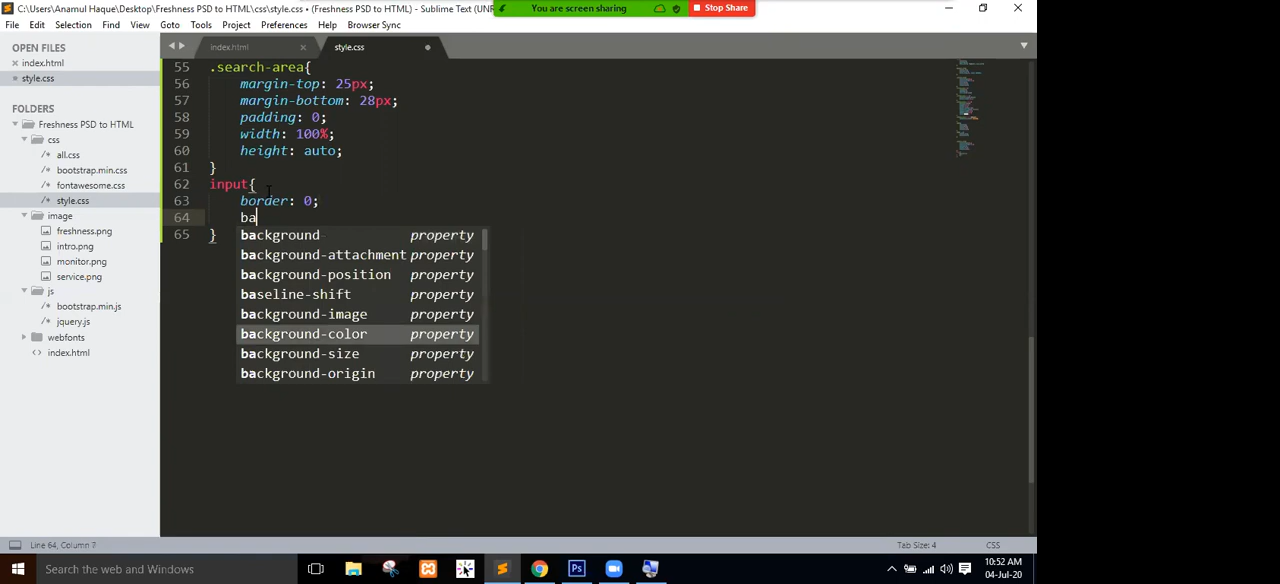 C:\Users\Anamul Haque\Desktop\Freshness PSD to HTML\css\style.css • (Freshness PSD to HTML) - Sublime Text (UNR
You are screen sharing
Stop Share
File Edit Selection Find View Goto Tools Project Preferences Help Browser Sync
OPEN FILES
index.html
style.css
FOLDERS
Freshness PSD to HTML
css
/* all.css
/* bootstrap.min.css
/* fontawesome.css
/* style.css
image
freshness.png
intro.png
monitor.png
service.png
js
/* bootstrap.min.js
/* jquery.js
webfonts
<> index.html
index.html
style.css
55 .search-area{
56 margin-top: 25px;
57 margin-bottom: 28px;
58 padding: 0;
59 width: 100%;
60 height: auto;
61 }
62 input{
63 border: 0;
64 ba
65 }
background property
background-attachment property
background-position property
baseline-shift property
background-image property
background-color property
background-size property
background-origin property
Line 64, Column 7
Tab Size: 4
CSS
Search the web and Windows
Ps
10:52 AM
04-Jul-20